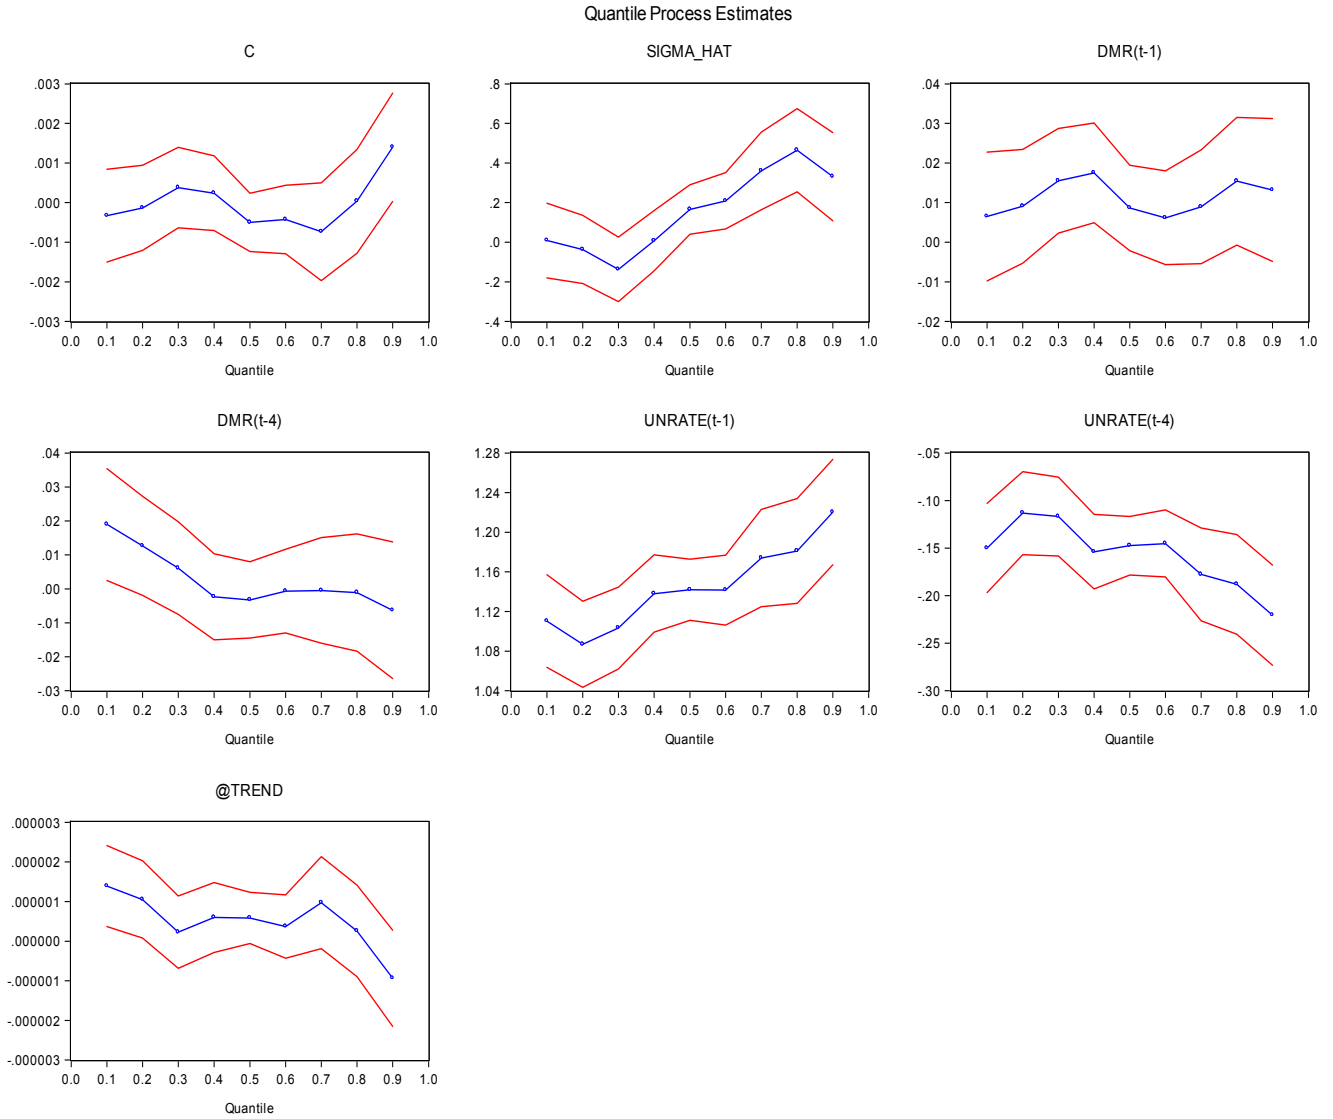 Quantile Process Estimates
C
.003
.002
.001
.000
-.001
-.002
-.003
0.0 0.1 0.2 0.3 0.4 0.5 0.6 0.7 0.8 0.9 1.0
Quantile
SIGMA_HAT
.8
.6
.4
.2
.0
-.2
-.4
0.0 0.1 0.2 0.3 0.4 0.5 0.6 0.7 0.8 0.9 1.0
Quantile
DMR(t-1)
.04
.03
.02
.01
.00
-.01
-.02
0.0 0.1 0.2 0.3 0.4 0.5 0.6 0.7 0.8 0.9 1.0
Quantile
DMR(t-4)
.04
.03
.02
.01
.00
-.01
-.02
-.03
0.0 0.1 0.2 0.3 0.4 0.5 0.6 0.7 0.8 0.9 1.0
Quantile
UNRATE(t-1)
1.28
1.24
1.20
1.16
1.12
1.08
1.04
0.0 0.1 0.2 0.3 0.4 0.5 0.6 0.7 0.8 0.9 1.0
Quantile
UNRATE(t-4)
-.05
-.10
-.15
-.20
-.25
-.30
0.0 0.1 0.2 0.3 0.4 0.5 0.6 0.7 0.8 0.9 1.0
Quantile
@TREND
.000003
.000002
.000001
.000000
-.000001
-.000002
-.000003
0.0 0.1 0.2 0.3 0.4 0.5 0.6 0.7 0.8 0.9 1.0
Quantile